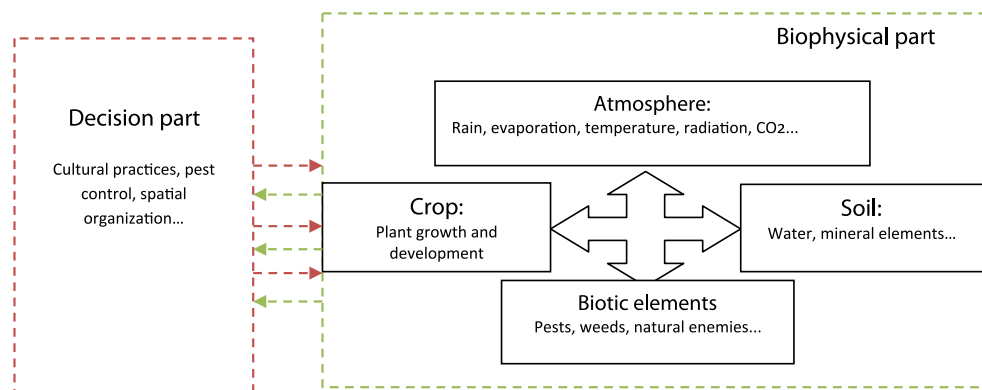 Biophysical part
Decision part
Cultural practices, pest
control, spatial
organization...
Atmosphere:
Rain, evaporation, temperature, radiation, CO2...
Crop:
Plant growth and
development
Soil:
Water, mineral elements...
Biotic elements
Pests, weeds, natural enemies...